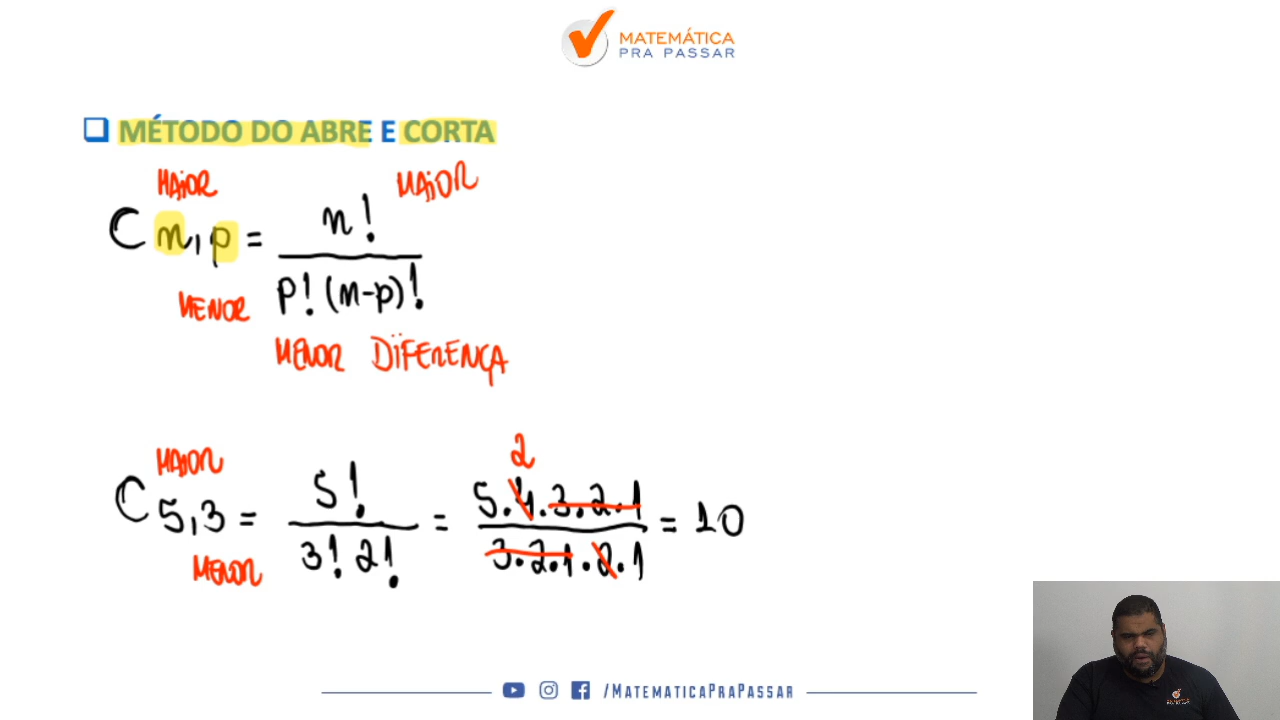 MATEMÁTICA
PRA PASSAR
MÉTODO DO ABRE E CORTA
MAIOR
MAIOR
C n,p = n! / p! (n-p)!
MENOR
MENOR DIFERENÇA
MAIOR
2
C 5,3 = 5! / 3! 2! = 5.4.3.2.1 / 3.2.1.2.1 = 10
MENOR
/MATEMATICAPRAPASSAR